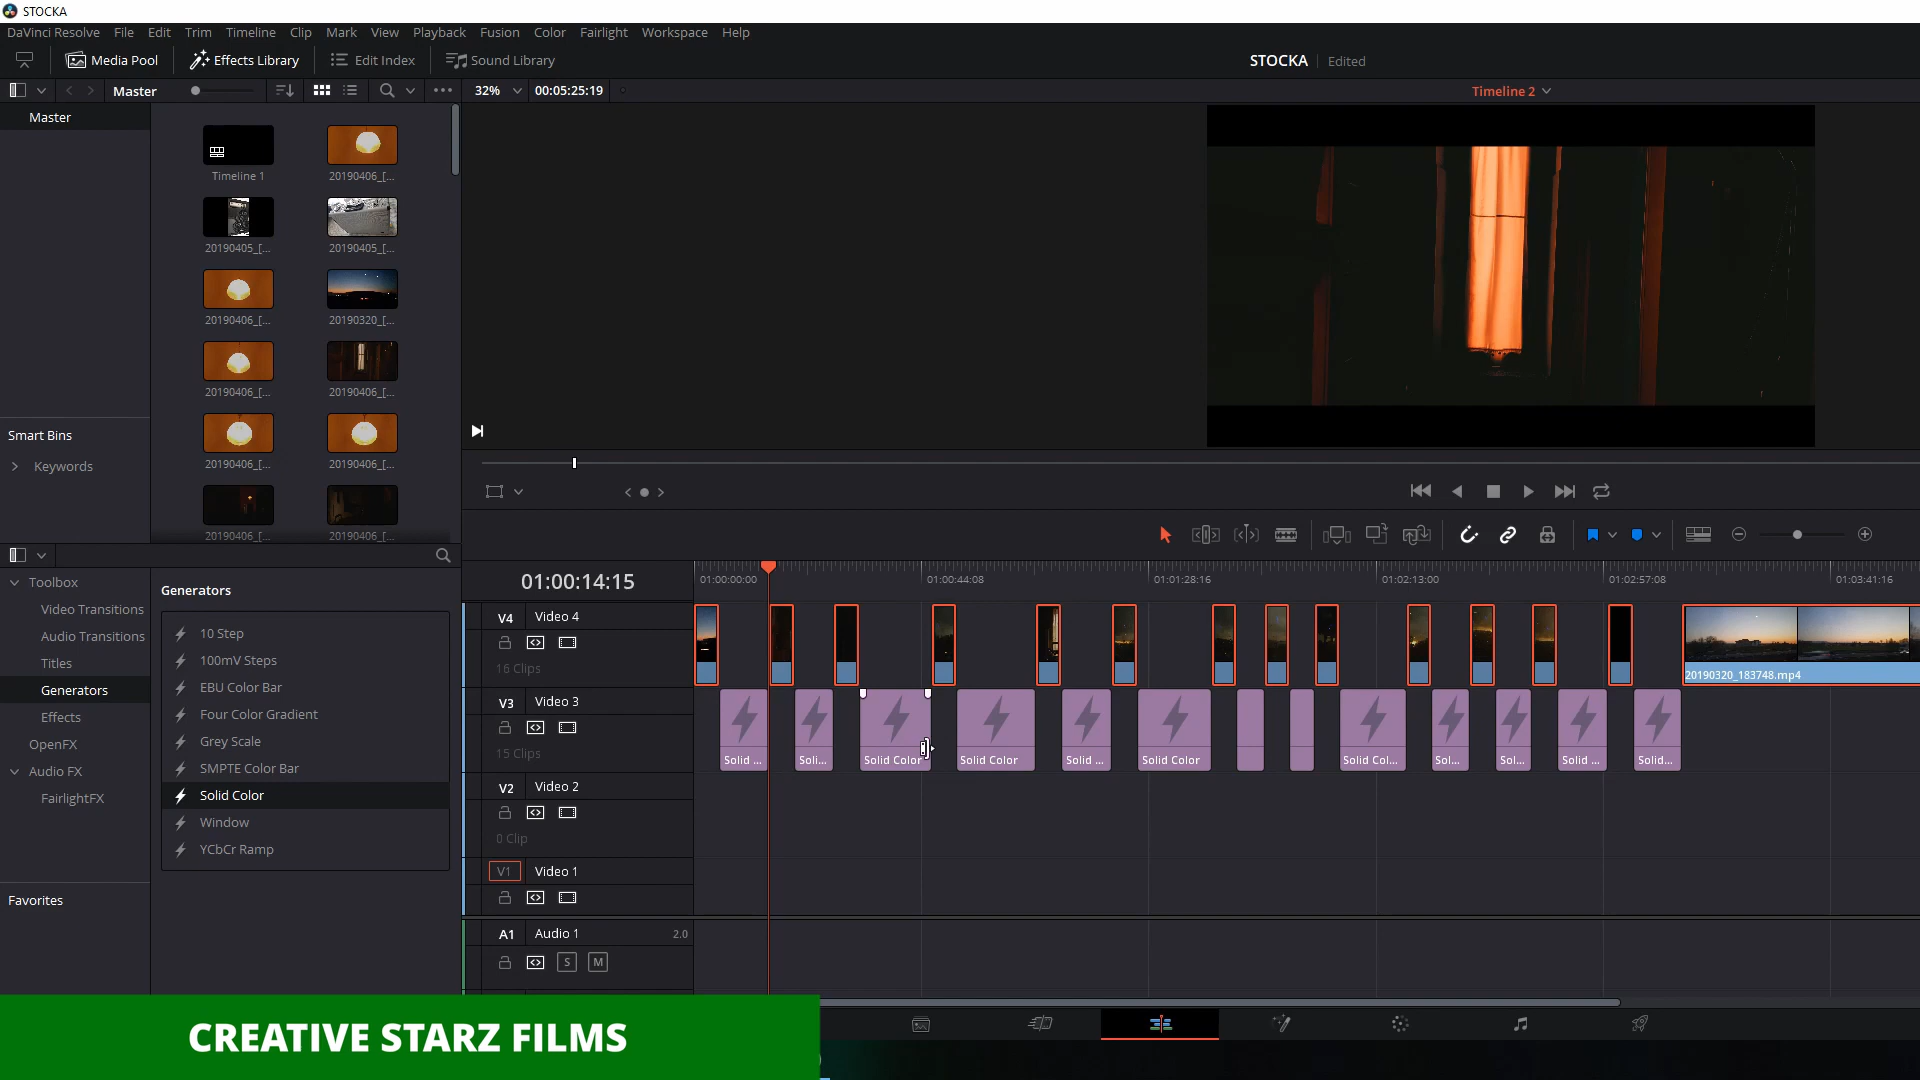 STOCKA
DaVinci Resolve File Edit Trim Timeline Clip Mark View Playback Fusion Color Fairlight Workspace Help
Media Pool Effects Library Edit Index Sound Library STOCKA Edited
Master 32% 00:05:25:19 Timeline 2
Master
Timeline 1 20190406_[...
20190405_[... 20190405_[...
20190406_[... 20190320_[...
20190406_[... 20190406_[...
20190406_[... 20190406_[...
20190406_[... 20190406_[...
Smart Bins
Keywords
Toolbox
Video Transitions
Audio Transitions
Titles
Generators
Effects
OpenFX
Audio FX
FairlightFX
Favorites
Generators
10 Step
100mV Steps
EBU Color Bar
Four Color Gradient
Grey Scale
SMPTE Color Bar
Solid Color
Window
YCbCr Ramp
01:00:14:15 01:00:00:00 01:00:44:08 01:01:28:16 01:02:13:00 01:02:57:08 01:03:41:16
V4 Video 4
16 Clips
20190320_183748.mp4
V3 Video 3
15 Clips
Solid ... Soli... Solid Color Solid Color Solid ... Solid Color Solid Col... Sol... Sol... Solid ... Solid...
V2 Video 2
0 Clip
V1 Video 1
A1 Audio 1 2.0
S M
CREATIVE STARZ FILMS